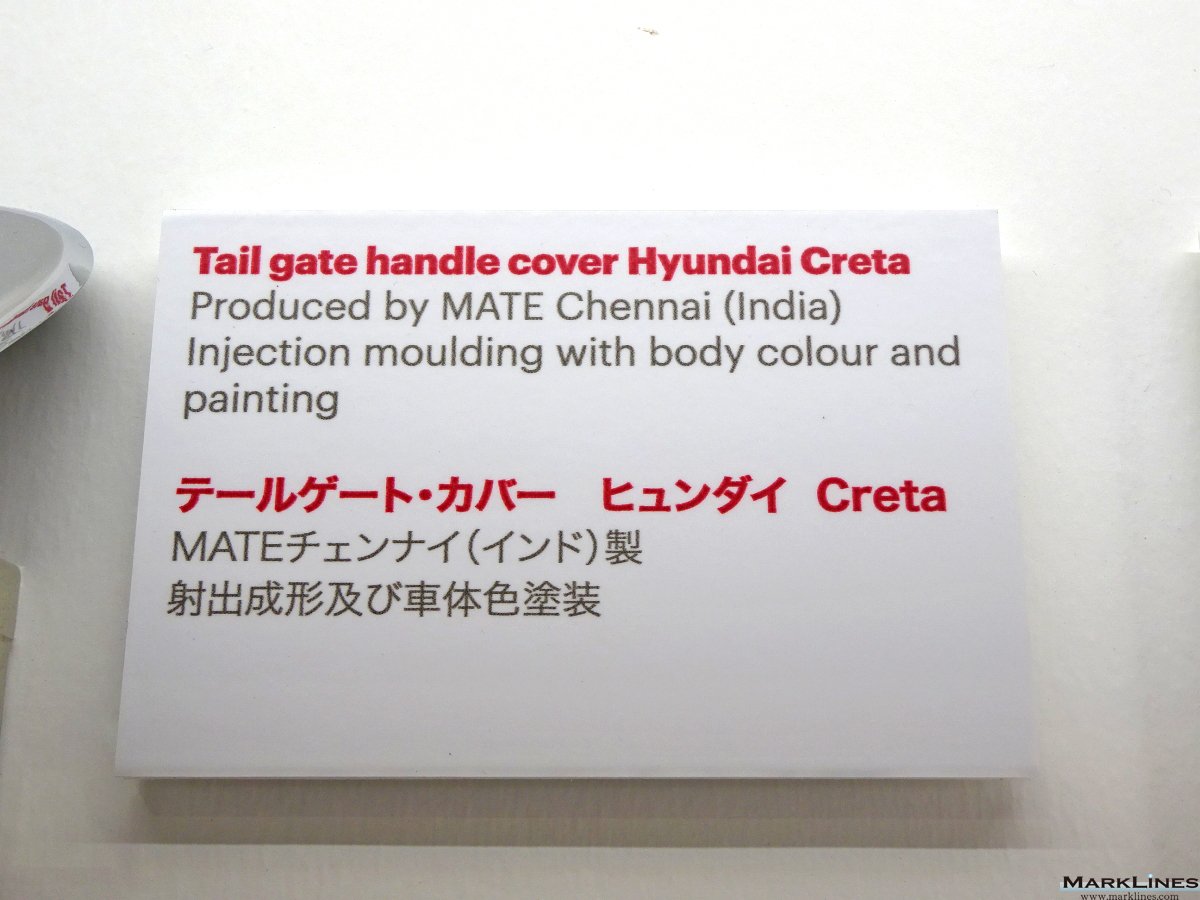 Tail gate handle cover Hyundai Creta
Produced by MATE Chennai (India)
Injection moulding with body colour and
painting
テールゲート・カバー　ヒュンダイ Creta
MATEチェンナイ（インド）製
射出成形及び車体色塗装
MARKLINES
www.marklines.com